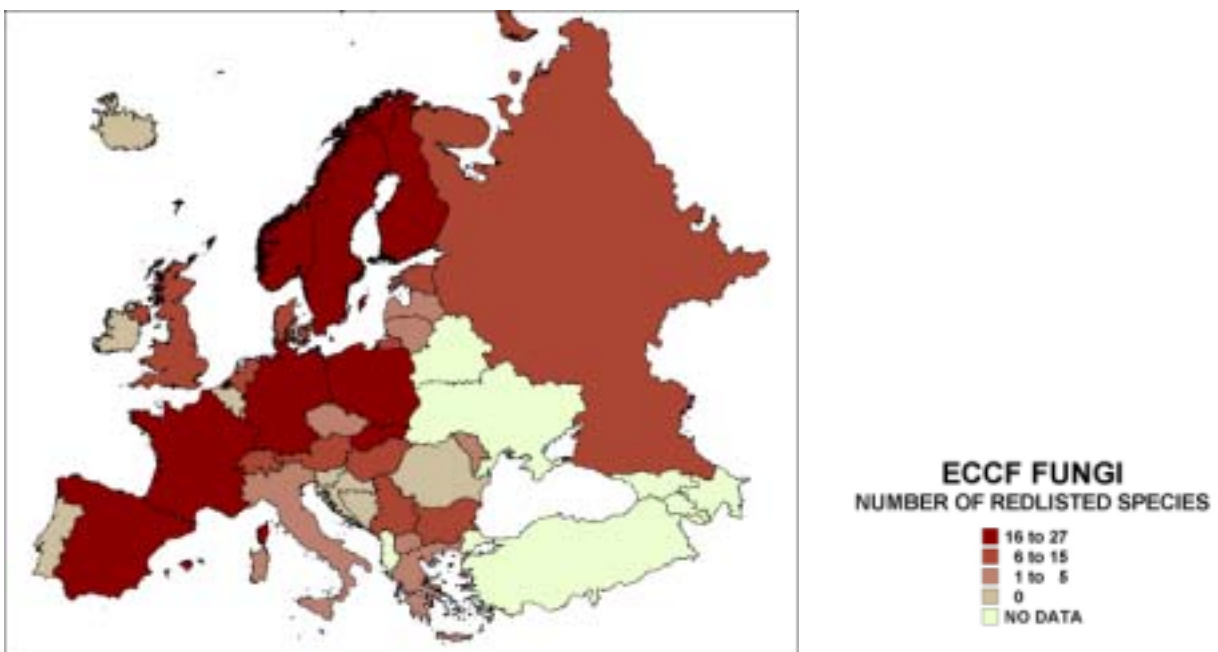 ECCF FUNGI
NUMBER OF REDLISTED SPECIES
16 to 27
6 to 15
1 to 5
0
NO DATA